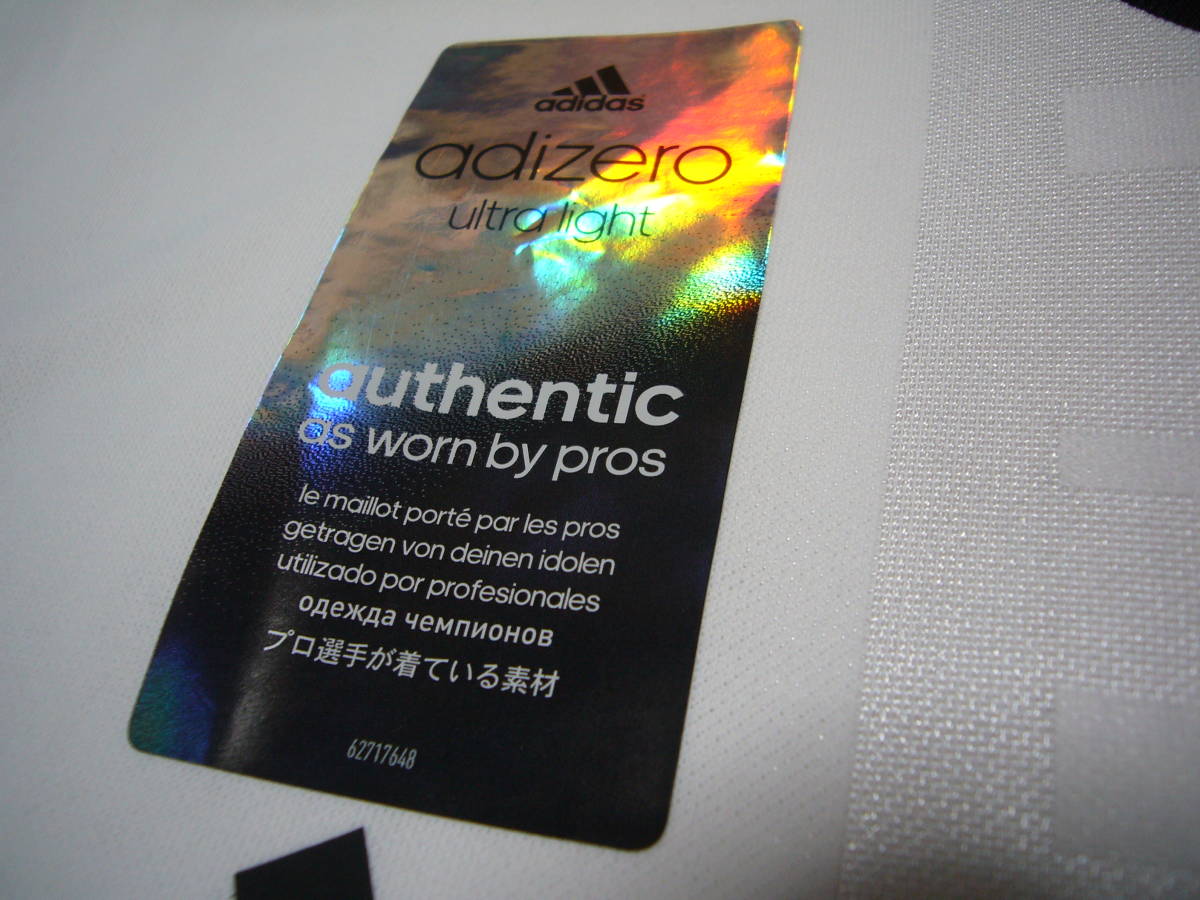 adidas
adizero
ultra light
authentic
as worn by pros
le maillot porté par les pros
getragen von deinen idolen
utilizado por profesionales
одежда чемпионов
プロ選手が着ている素材
62717648